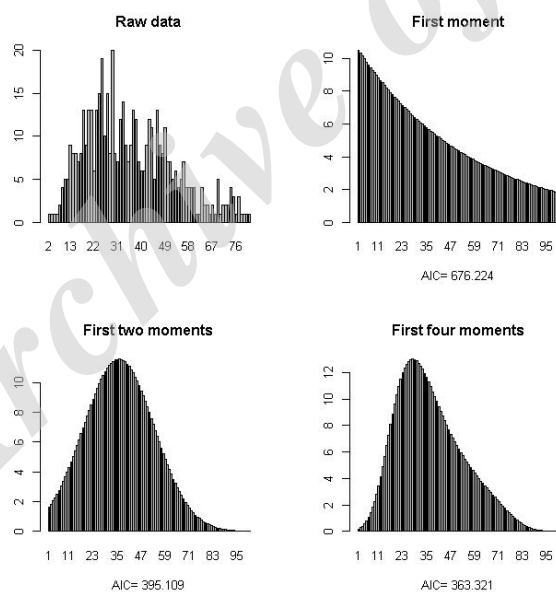 Raw data
20
15
10
5
0
2 13 22 31 40 49 58 67 76
First moment
10
8
6
4
2
0
1 11 23 35 47 59 71 83 95
AIC= 676.224
First two moments
10
8
6
4
2
0
1 11 23 35 47 59 71 83 95
AIC= 395.109
First four moments
12
10
8
6
4
2
0
1 11 23 35 47 59 71 83 95
AIC= 363.321
Archive of